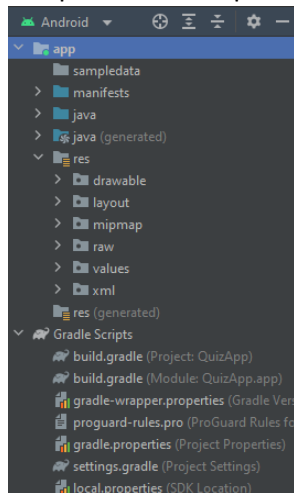 Android
app
sampledata
manifests
java
java (generated)
res
drawable
layout
mipmap
raw
values
xml
res (generated)
Gradle Scripts
build.gradle (Project: QuizApp)
build.gradle (Module: QuizApp.app)
gradle-wrapper.properties (Gradle Vers
proguard-rules.pro (ProGuard Rules fo
gradle.properties (Project Properties)
settings.gradle (Project Settings)
local.properties (SDK Location)